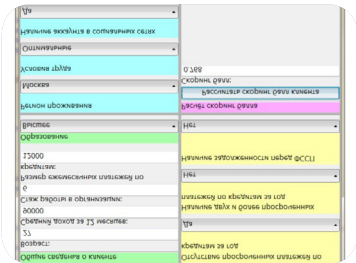 Общие сведения о клиенте
Возраст:
27
Средний доход за 12 месяцев:
90000
Стаж работы в организации:
6
Размер ежемесячных платежей по
кредитам:
12000
Образование
Высшее
Регион проживания
Москва
Условия труда
Оптимальные
Наличие аккаунта в социальных сетях
Да
Отсутствие просроченных платежей по
кредитам за год
Да
Наличие двух и более просроченных
платежей по кредитам за год
Нет
Наличие задолженности перед ФССП
Нет
Расчёт скоринг балла
Рассчитать скоринг балл клиента
Скоринг балл:
0.768